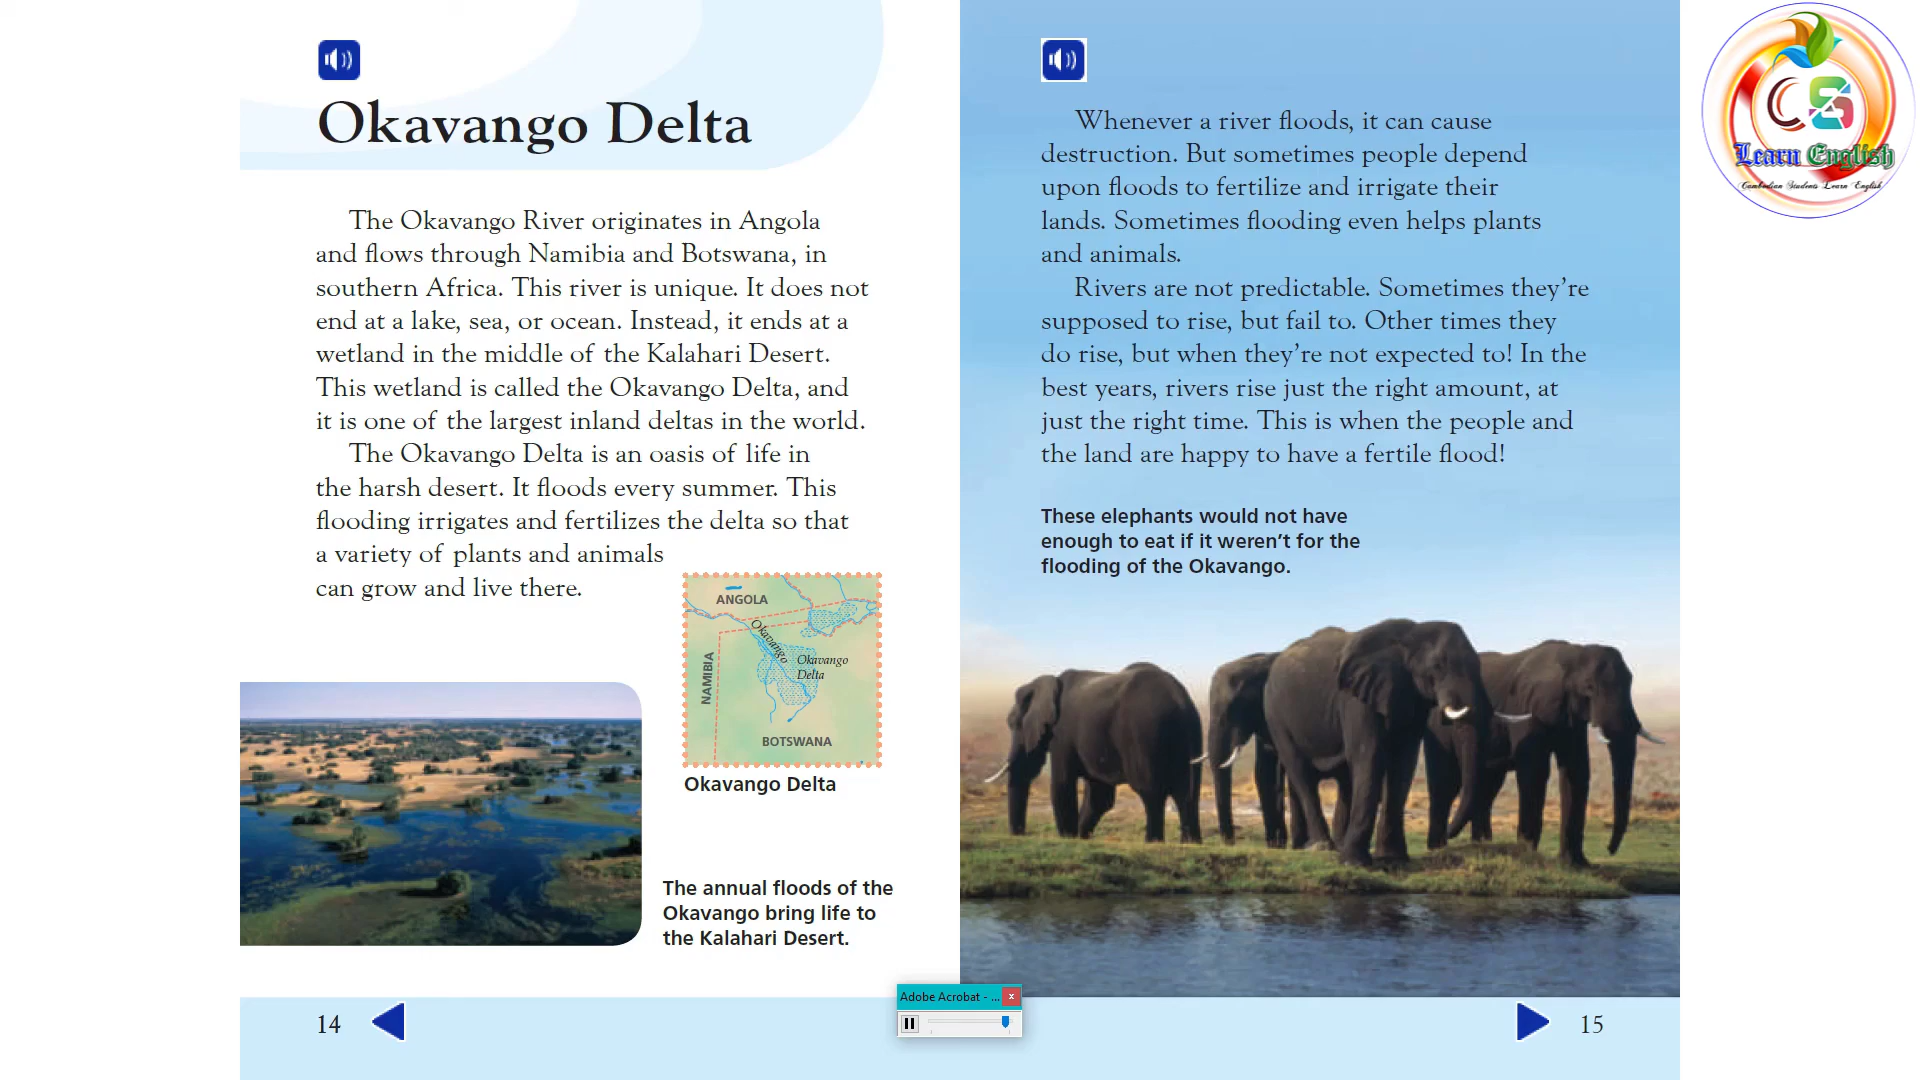 Okavango Delta
The Okavango River originates in Angola
and flows through Namibia and Botswana, in
southern Africa. This river is unique. It does not
end at a lake, sea, or ocean. Instead, it ends at a
wetland in the middle of the Kalahari Desert.
This wetland is called the Okavango Delta, and
it is one of the largest inland deltas in the world.
The Okavango Delta is an oasis of life in
the harsh desert. It floods every summer. This
flooding irrigates and fertilizes the delta so that
a variety of plants and animals
can grow and live there.
ANGOLA
Okavango
Okavango
Delta
NAMIBIA
BOTSWANA
Okavango Delta
The annual floods of the
Okavango bring life to
the Kalahari Desert.
14
Whenever a river floods, it can cause
destruction. But sometimes people depend
upon floods to fertilize and irrigate their
lands. Sometimes flooding even helps plants
and animals.
Rivers are not predictable. Sometimes they're
supposed to rise, but fail to. Other times they
do rise, but when they're not expected to! In the
best years, rivers rise just the right amount, at
just the right time. This is when the people and
the land are happy to have a fertile flood!
These elephants would not have
enough to eat if it weren't for the
flooding of the Okavango.
15
Adobe Acrobat - ...
CS
Learn English
Cambodian Students Learn English